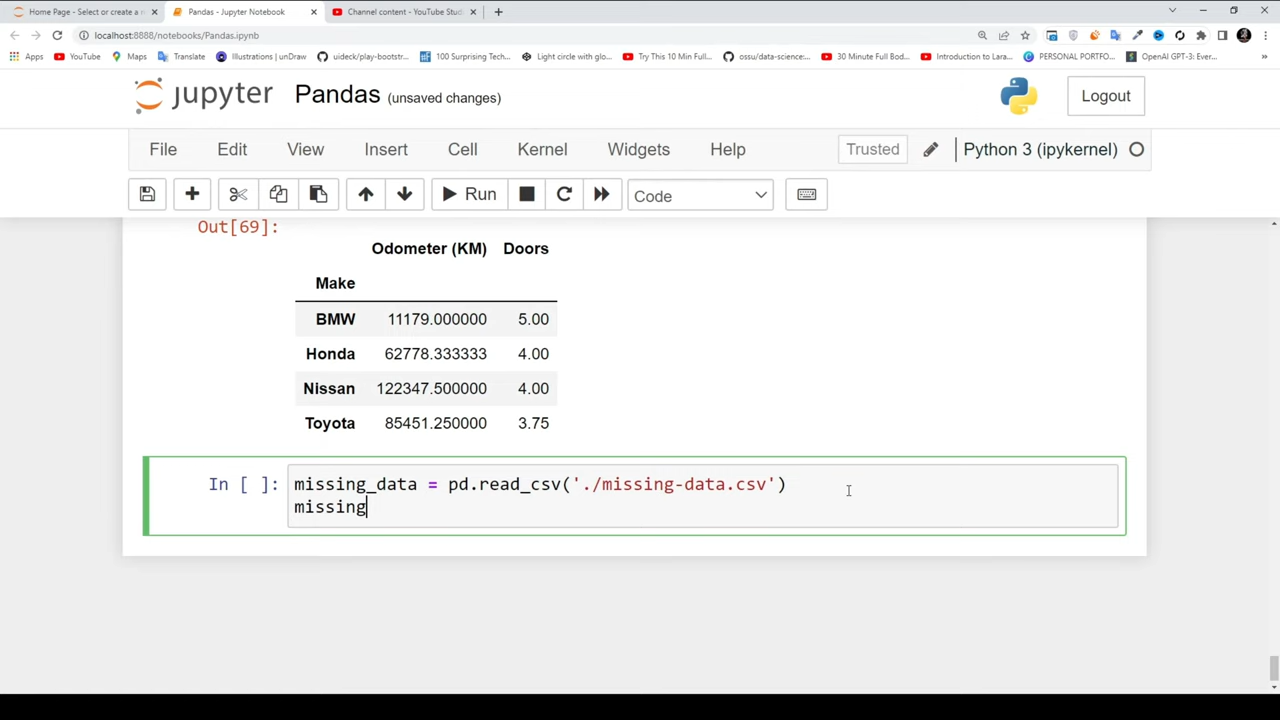 Home Page - Select or create a n
Pandas - Jupyter Notebook
Channel content - YouTube Stud
localhost:8888/notebooks/Pandas.ipynb
Apps YouTube Maps Translate Illustrations | unDraw uideck/play-bootstr... 100 Surprising Tech... Light circle with glo... Try This 10 Min Full... ossu/data-science:... 30 Minute Full Bod... Introduction to Lara... PERSONAL PORTFO... OpenAI GPT-3: Ever... »
jupyter Pandas (unsaved changes) Logout
File Edit View Insert Cell Kernel Widgets Help Trusted Python 3 (ipykernel)
Run Code
Out[69]:
Odometer (KM) Doors
Make
BMW 11179.000000 5.00
Honda 62778.333333 4.00
Nissan 122347.500000 4.00
Toyota 85451.250000 3.75
In [ ]: missing_data = pd.read_csv('./missing-data.csv')
missing